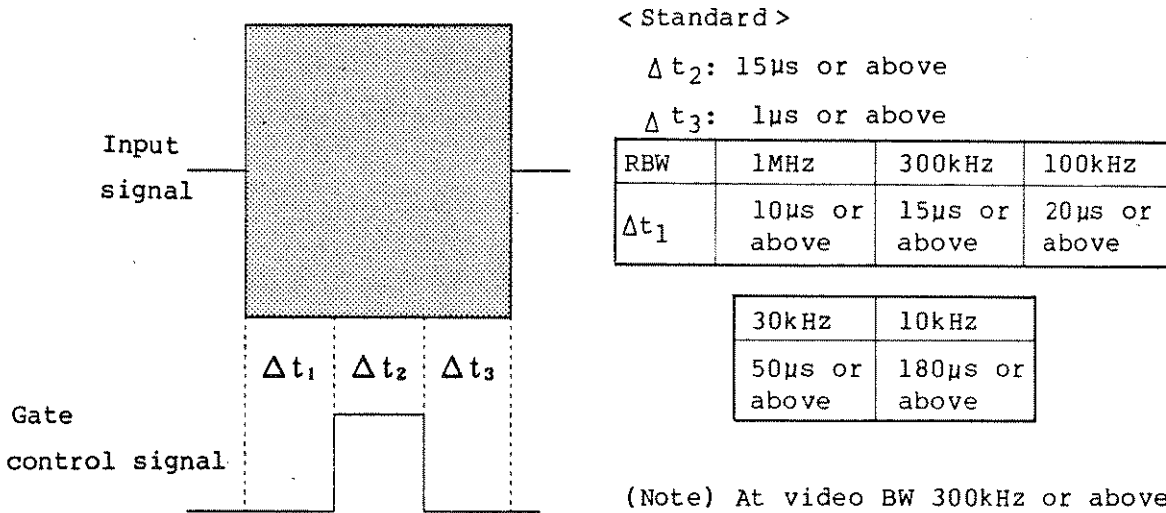 Input
signal
Δt₁ Δt₂ Δt₃
Gate
control signal
<Standard>
Δt₂: 15µs or above
Δt₃: 1µs or above
RBW 1MHz 300kHz 100kHz
Δt₁ 10µs or above 15µs or above 20µs or above
30kHz 10kHz
50µs or above 180µs or above
(Note) At video BW 300kHz or above